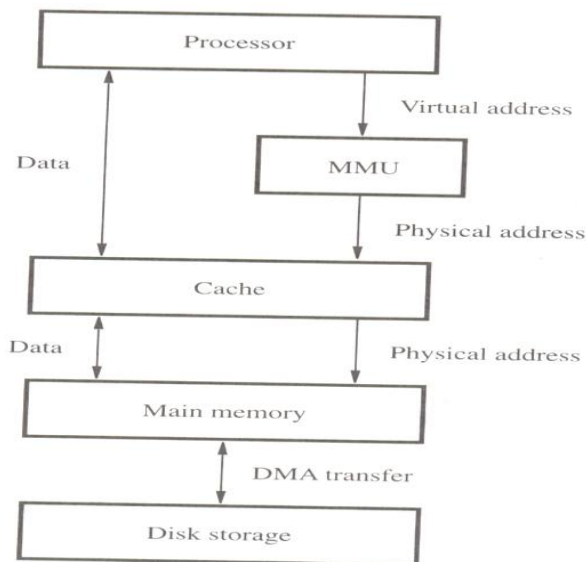 Processor
Virtual address
Data
MMU
Physical address
Cache
Data
Physical address
Main memory
DMA transfer
Disk storage